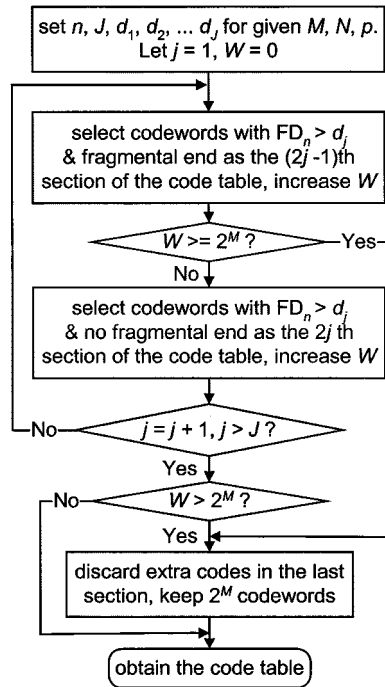 set n, J, d₁, d₂, ... d_J for given M, N, p.
Let j = 1, W = 0
select codewords with FDₙ > dⱼ
& fragmental end as the (2j -1)th
section of the code table, increase W
W >= 2ᴹ ?
Yes
No
select codewords with FDₙ > dⱼ
& no fragmental end as the 2j th
section of the code table, increase W
No
j = j + 1, j > J ?
Yes
No
W > 2ᴹ ?
Yes
discard extra codes in the last
section, keep 2ᴹ codewords
obtain the code table